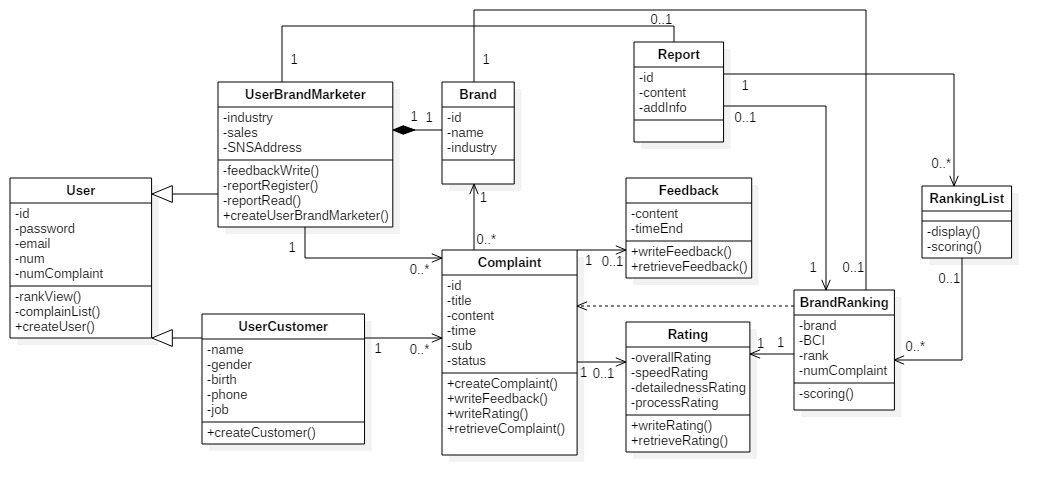 0..1
1
1
Report
-id
-content
-addInfo
1
0..1
0..*
UserBrandMarketer
-industry
-sales
-SNSAddress
-feedbackWrite()
-reportRegister()
-reportRead()
+createUserBrandMarketer()
1
1
Brand
-id
-name
-industry
User
-id
-password
-email
-num
-numComplaint
-rankView()
-complainList()
+createUser()
1
0..*
Feedback
-content
-timeEnd
+writeFeedback()
+retrieveFeedback()
RankingList
-display()
-scoring()
1
0..*
1
0..1
1
0..1
0..1
Complaint
-id
-title
-content
-time
-sub
-status
+createComplaint()
+writeFeedback()
+writeRating()
+retrieveComplaint()
BrandRanking
-brand
-BCI
-rank
-numComplaint
-scoring()
0..*
UserCustomer
-name
-gender
-birth
-phone
-job
+createCustomer()
1
0..*
1
0..1
Rating
-overallRating
-speedRating
-detailednessRating
-processRating
+writeRating()
+retrieveRating()
1
1